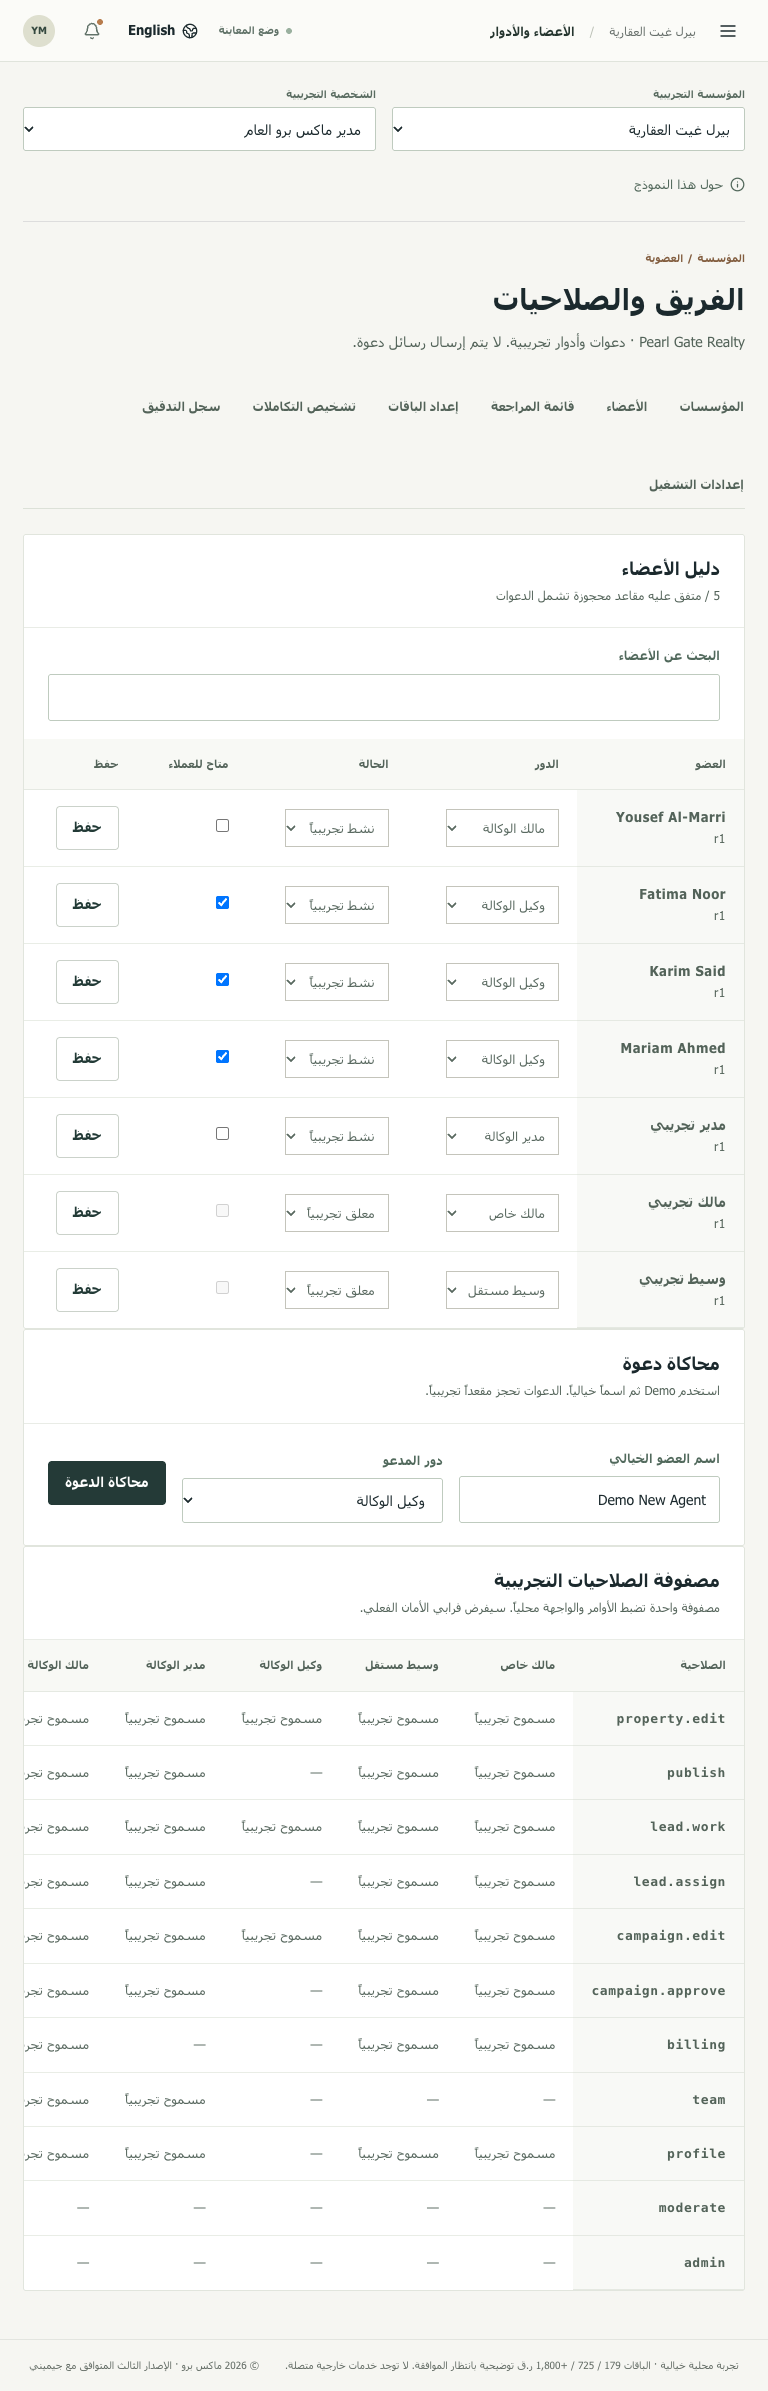 بيرل غيت العقارية / الأعضاء والأدوار
وضع المعاينة
English
YM
المؤسسة التجريبية
بيرل غيت العقارية
الشخصية التجريبية
مدير ماكس برو العام
حول هذا النموذج
المؤسسة / العضوية
الفريق والصلاحيات
Pearl Gate Realty · دعوات وأدوار تجريبية. لا يتم إرسال رسائل دعوة.
المؤسسات الأعضاء قائمة المراجعة إعداد الباقات تشخيص التكاملات سجل التدقيق
إعدادات التشغيل
دليل الأعضاء
5 / متفق عليه مقاعد محجوزة تشمل الدعوات
البحث عن الأعضاء
العضو الدور الحالة متاح للعملاء حفظ
Yousef Al-Marri مالك الوكالة نشط تجريبياً حفظ
r1
Fatima Noor وكيل الوكالة نشط تجريبياً حفظ
r1
Karim Said وكيل الوكالة نشط تجريبياً حفظ
r1
Mariam Ahmed وكيل الوكالة نشط تجريبياً حفظ
r1
مدير تجريبي مدير الوكالة نشط تجريبياً حفظ
r1
مالك تجريبي مالك خاص معلق تجريبياً حفظ
r1
وسيط تجريبي وسيط مستقل معلق تجريبياً حفظ
r1
محاكاة دعوة
استخدم Demo ثم اسماً خيالياً. الدعوات تحجز مقعداً تجريبياً.
اسم العضو الخيالي
Demo New Agent
دور المدعو
وكيل الوكالة
محاكاة الدعوة
مصفوفة الصلاحيات التجريبية
مصفوفة واحدة تضبط الأوامر والواجهة محلياً. سيفرض فرابي الأمان الفعلي.
الصلاحية مالك خاص وسيط مستقل وكيل الوكالة مدير الوكالة مالك الوكالة
property.edit مسموح تجريبياً مسموح تجريبياً مسموح تجريبياً مسموح تجريبياً مسموح
publish مسموح تجريبياً مسموح تجريبياً — مسموح تجريبياً مسموح
lead.work مسموح تجريبياً مسموح تجريبياً مسموح تجريبياً مسموح تجريبياً مسموح
lead.assign مسموح تجريبياً مسموح تجريبياً — مسموح تجريبياً مسموح
campaign.edit مسموح تجريبياً مسموح تجريبياً مسموح تجريبياً مسموح تجريبياً مسموح
campaign.approve مسموح تجريبياً مسموح تجريبياً — مسموح تجريبياً مسموح
billing مسموح تجريبياً مسموح تجريبياً — — مسموح
team — — — مسموح تجريبياً مسموح
profile مسموح تجريبياً مسموح تجريبياً — مسموح تجريبياً مسموح
moderate — — — — —
admin — — — — —
تجربة محلية خيالية · الباقات 179 / 725 / +1,800 ر.ق توضيحية بانتظار الموافقة. لا توجد خدمات خارجية متصلة.
© 2026 ماكس برو · الإصدار الثالث المتوافق مع جيميني